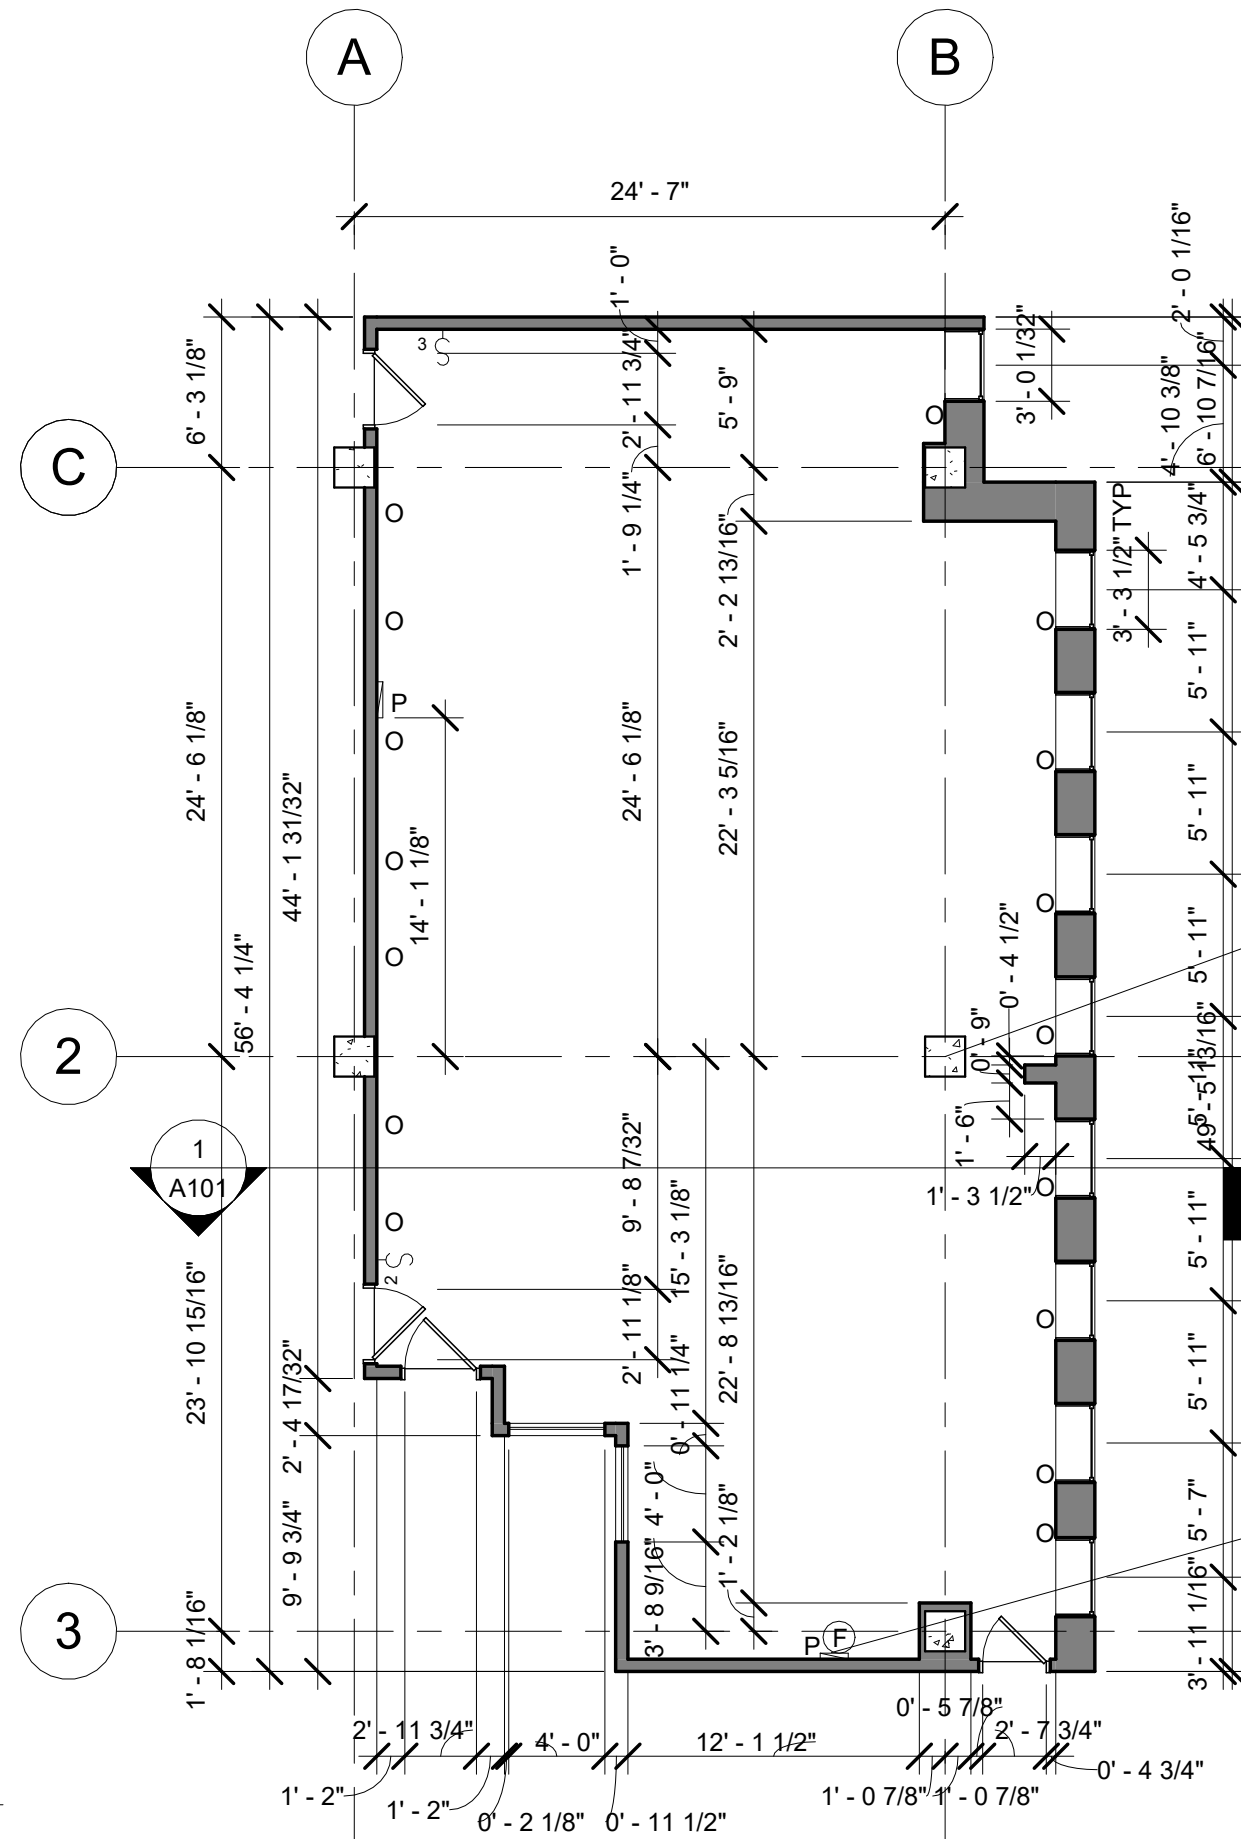 A
B
24' - 7"
1' - 0"
2' - 0 1/16"
6' - 3 1/8"
3
2' - 11 3/4"
5' - 9"
3' - 0 1/32"
4' - 10 3/8"
6' - 10 7/16"
O
C
1' - 9 1/4"
2' - 2 13/16"
3' - 3 1/2" TYP
4' - 5 3/4"
O
O
O
5' - 11"
P
O
O
24' - 6 1/8"
44' - 1 31/32"
24' - 6 1/8"
22' - 3 5/16"
5' - 11"
O
14' - 1 1/8"
O
O
56' - 4 1/4"
0' - 4 1/2"
5' - 11"
2
0' - 9"
O
5' - 11"
49' - 5 13/16"
O
1' - 6"
1
A101
9' - 8 7/32"
15' - 3 1/8"
1' - 3 1/2"
O
O
2
5' - 11"
23' - 10 15/16"
2' - 11 1/8"
22' - 8 13/16"
O
2' - 4 17/32"
0' - 11 1/4"
5' - 11"
O
4' - 0"
9' - 9 3/4"
1' - 2 1/8"
5' - 7"
O
3
1' - 8 1/16"
3' - 8 9/16"
P
F
3' - 11 1/16"
0' - 5 7/8"
2' - 11 3/4"
4' - 0"
12' - 1 1/2"
2' - 7 3/4"
0' - 4 3/4"
1' - 2"
1' - 2"
0' - 2 1/8"
0' - 11 1/2"
1' - 0 7/8"
1' - 0 7/8"